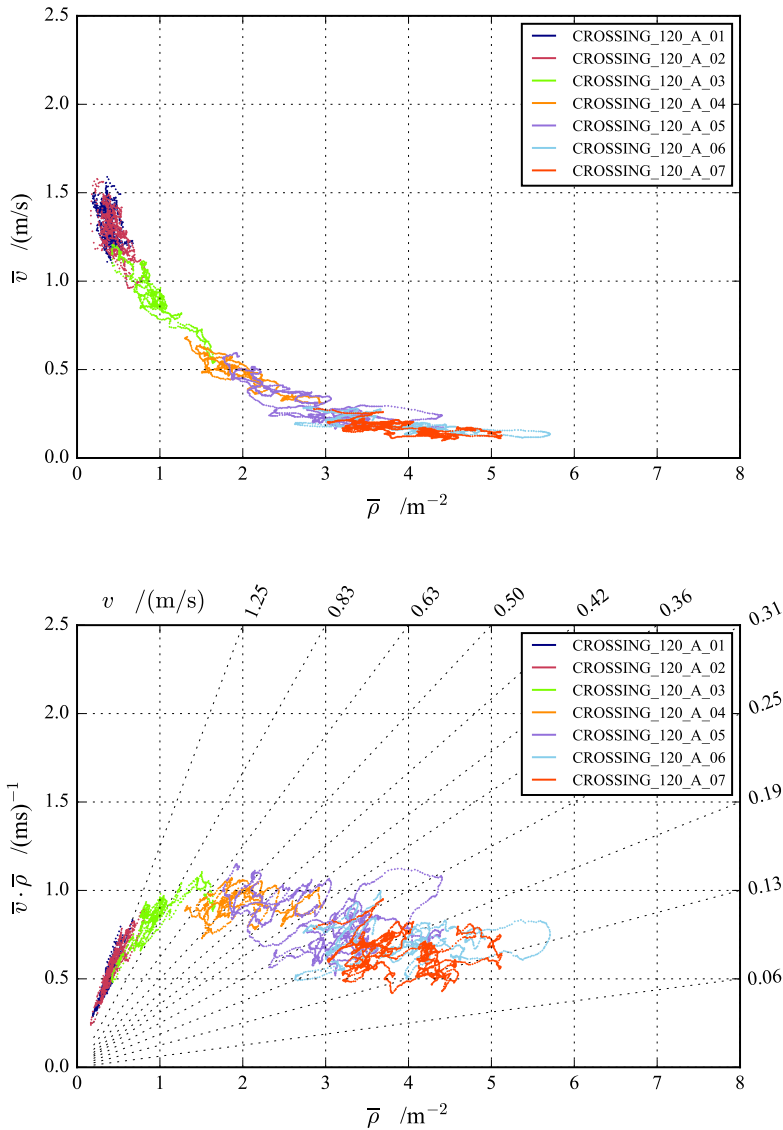 2.5
2.0
1.5
1.0
0.5
0.0
v̅ /(m/s)
CROSSING_120_A_01
CROSSING_120_A_02
CROSSING_120_A_03
CROSSING_120_A_04
CROSSING_120_A_05
CROSSING_120_A_06
CROSSING_120_A_07
1 2 3 4 5 6 7 8
ρ̅ /m⁻²
v /(m/s) 1.25 0.83 0.63 0.50 0.42 0.36 0.31
0.25
0.19
0.13
0.06
2.5
2.0
1.5
1.0
0.5
0.0
v̅ · ρ̅ /(ms)⁻¹
CROSSING_120_A_01
CROSSING_120_A_02
CROSSING_120_A_03
CROSSING_120_A_04
CROSSING_120_A_05
CROSSING_120_A_06
CROSSING_120_A_07
0 1 2 3 4 5 6 7 8
ρ̅ /m⁻²